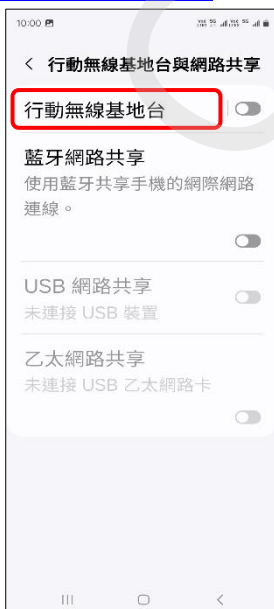 10:00
行動無線基地台與網路共享
行動無線基地台
藍牙網路共享
使用藍牙共享手機的網際網路
連線。
USB 網路共享
未連接 USB 裝置
乙太網路共享
未連接 USB 乙太網路卡